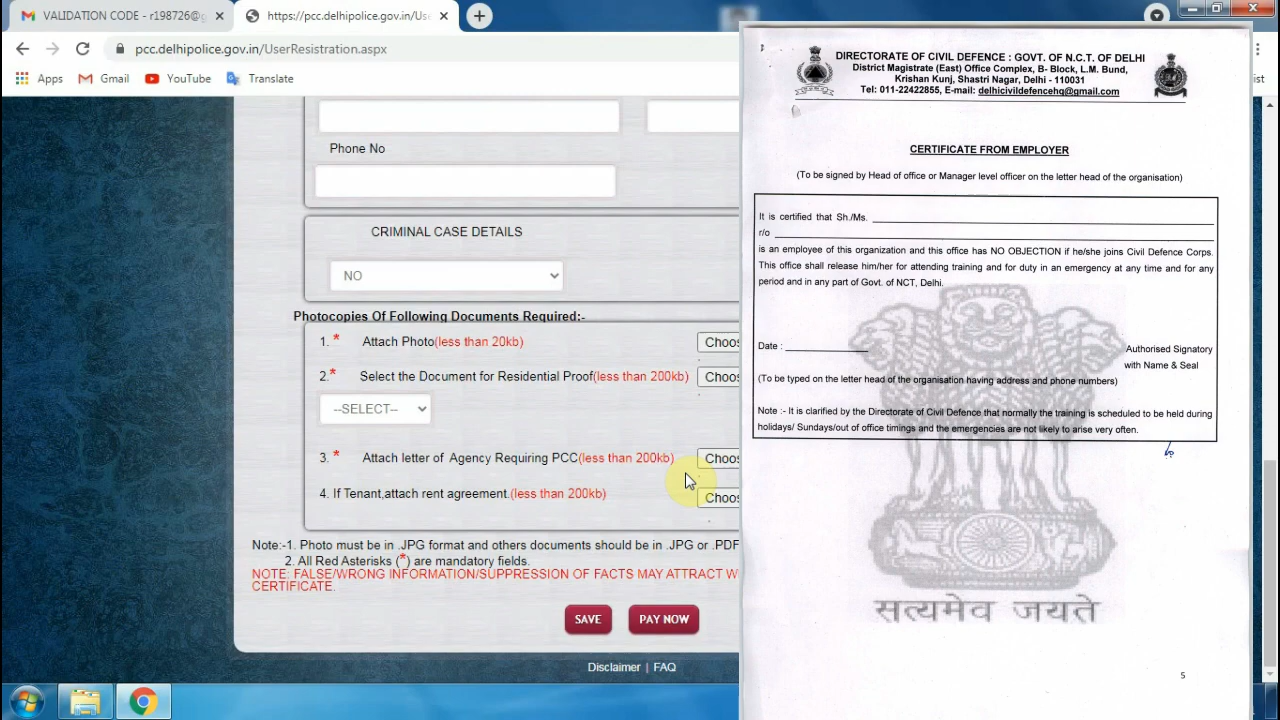 VALIDATION CODE - r198726@g
https://pcc.delhipolice.gov.in/Use
pcc.delhipolice.gov.in/UserResistration.aspx
Apps
Gmail
YouTube
Translate
ist
Phone No
CRIMINAL CASE DETAILS
NO
Photocopies Of Following Documents Required:-
1. * Attach Photo(less than 20kb)
Choos
2.* Select the Document for Residential Proof(less than 200kb)
Choos
--SELECT--
3. * Attach letter of Agency Requiring PCC(less than 200kb)
Choos
4. If Tenant,attach rent agreement.(less than 200kb)
Choos
Note:-1. Photo must be in .JPG format and others documents should be in .JPG or .PDF
2. All Red Asterisks (*) are mandatory fields.
NOTE: FALSE/WRONG INFORMATION/SUPPRESSION OF FACTS MAY ATTRACT W
CERTIFICATE.
SAVE
PAY NOW
Disclaimer | FAQ
DIRECTORATE OF CIVIL DEFENCE : GOVT. OF N.C.T. OF DELHI
District Magistrate (East) Office Complex, B- Block, L.M. Bund,
Krishan Kunj, Shastri Nagar, Delhi - 110031
Tel: 011-22422855, E-mail: delhicivildefencehq@gmail.com
CERTIFICATE FROM EMPLOYER
(To be signed by Head of office or Manager level officer on the letter head of the organisation)
It is certified that Sh./Ms.
r/o
is an employee of this organization and this office has NO OBJECTION if he/she joins Civil Defence Corps.
This office shall release him/her for attending training and for duty in an emergency at any time and for any
period and in any part of Govt. of NCT, Delhi.
Date :
Authorised Signatory
with Name & Seal
(To be typed on the letter head of the organisation having address and phone numbers)
Note :- It is clarified by the Directorate of Civil Defence that normally the training is scheduled to be held during
holidays/ Sundays/out of office timings and the emergencies are not likely to arise very often.
सत्यमेव जयते
5